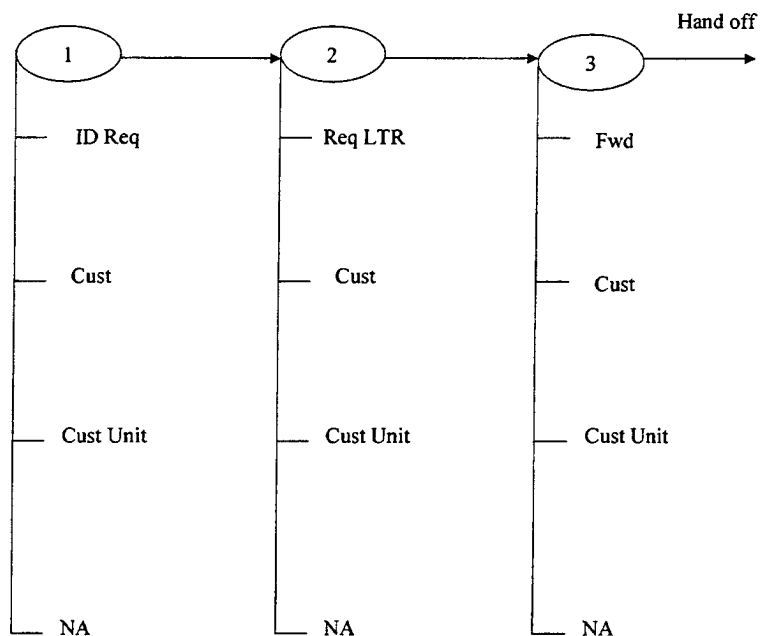 Hand off
1
2
3
ID Req
Req LTR
Fwd
Cust
Cust
Cust
Cust Unit
Cust Unit
Cust Unit
NA
NA
NA